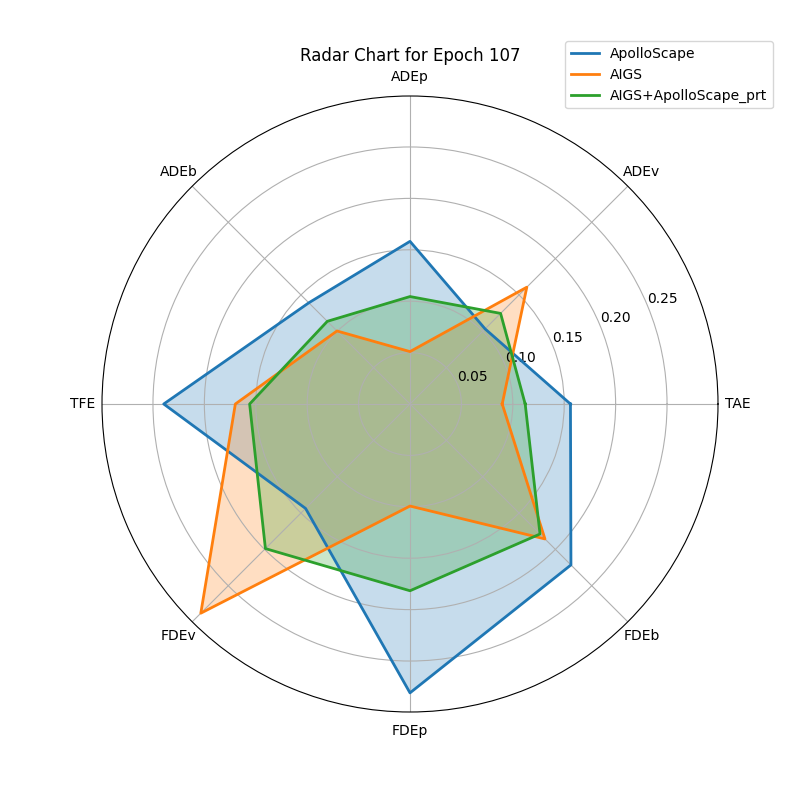 Radar Chart for Epoch 107
ApolloScape
AIGS
AIGS+ApolloScape_prt
ADEp
ADEb
ADEv
0.25
0.20
0.15
0.10
0.05
TFE
TAE
FDEv
FDEb
FDEp